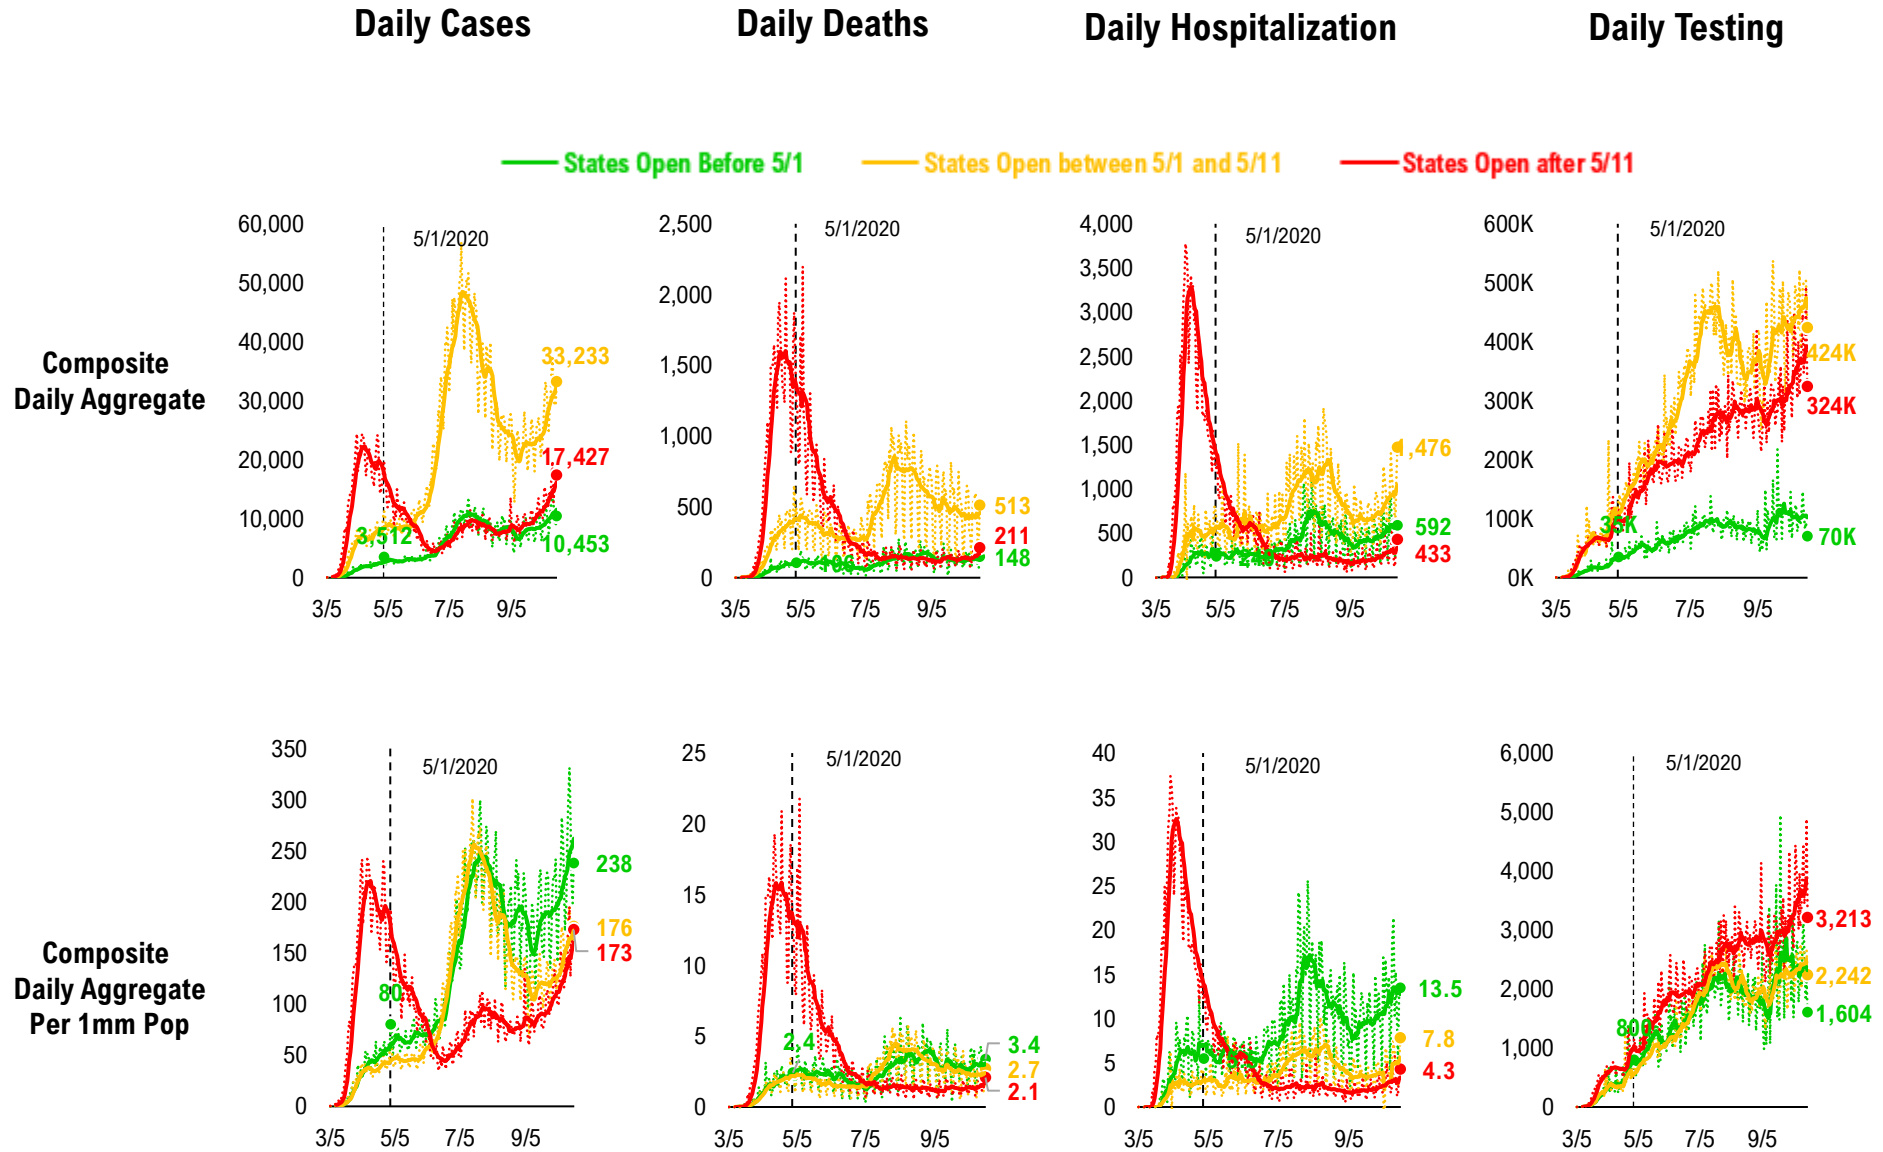 Daily Cases
Daily Deaths
Daily Hospitalization
Daily Testing
States Open Before 5/1
States Open between 5/1 and 5/11
States Open after 5/11
Composite
Daily Aggregate
60,000
50,000
40,000
30,000
20,000
10,000
0
5/1/2020
33,233
17,427
10,453
3,512
3/5 5/5 7/5 9/5
2,500
2,000
1,500
1,000
500
0
5/1/2020
513
211
148
106
3/5 5/5 7/5 9/5
4,000
3,500
3,000
2,500
2,000
1,500
1,000
500
0
5/1/2020
1,476
592
433
3/5 5/5 7/5 9/5
600K
500K
400K
300K
200K
100K
0K
5/1/2020
424K
324K
70K
3/5 5/5 7/5 9/5
Composite
Daily Aggregate
Per 1mm Pop
350
300
250
200
150
100
50
0
5/1/2020
238
176
173
80
3/5 5/5 7/5 9/5
25
20
15
10
5
0
5/1/2020
2.4
3.4
2.7
2.1
3/5 5/5 7/5 9/5
40
35
30
25
20
15
10
5
0
5/1/2020
13.5
7.8
4.3
3/5 5/5 7/5 9/5
6,000
5,000
4,000
3,000
2,000
1,000
0
5/1/2020
3,213
2,242
1,604
3/5 5/5 7/5 9/5